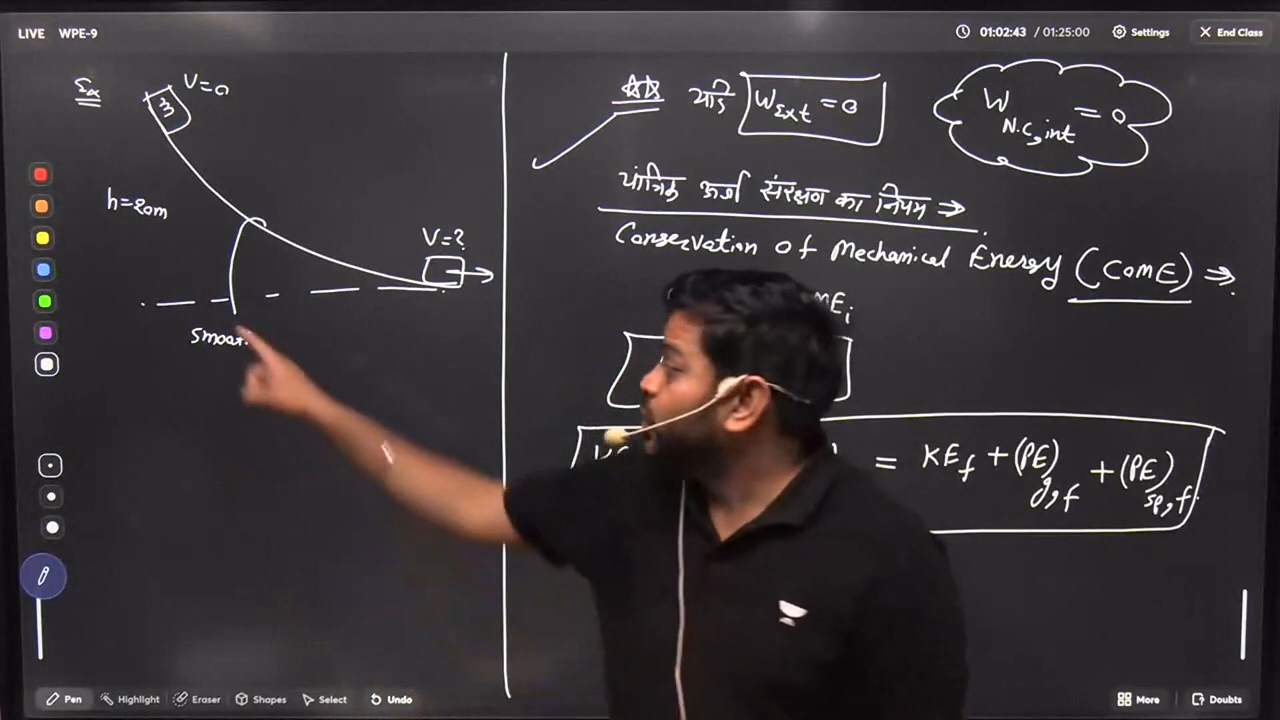 LIVE WPE-9
01:02:43 / 01:25:00 Settings End Class
Ex
V=0
h=20m
V=?
यदि WExt = 0
WN.C,int = 0
यांत्रिक ऊर्जा संरक्षण का नियम ⇒
Conservation of Mechanical Energy (COME) ⇒
= KEf + (PE)g,f + (PE)sp,f
Pen Highlight Eraser Shapes Select Undo
More Doubts